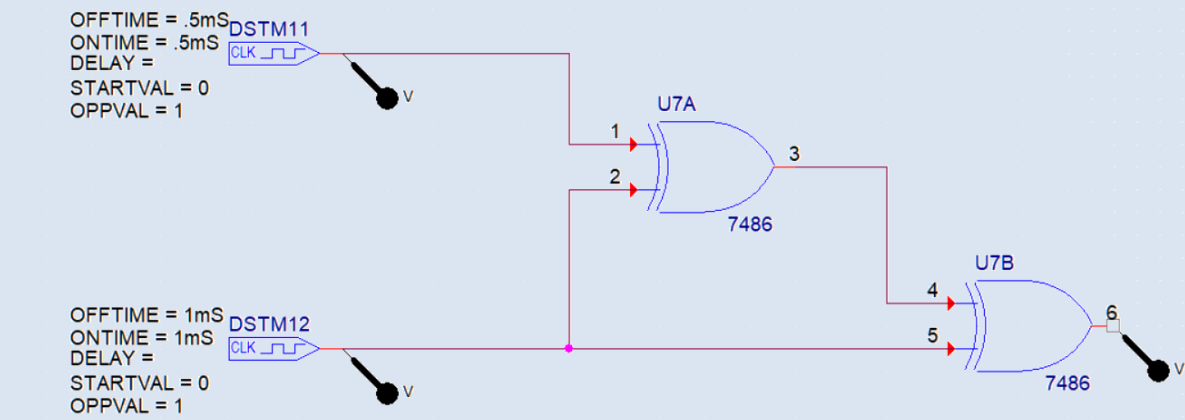 OFFTIME = .5mS
DSTM11
ONTIME = .5mS
CLK
DELAY =
STARTVAL = 0
OPPVAL = 1
V
U7A
1
2
3
7486
U7B
4
5
6
7486
V
OFFTIME = 1mS
DSTM12
ONTIME = 1mS
CLK
DELAY =
STARTVAL = 0
OPPVAL = 1
V